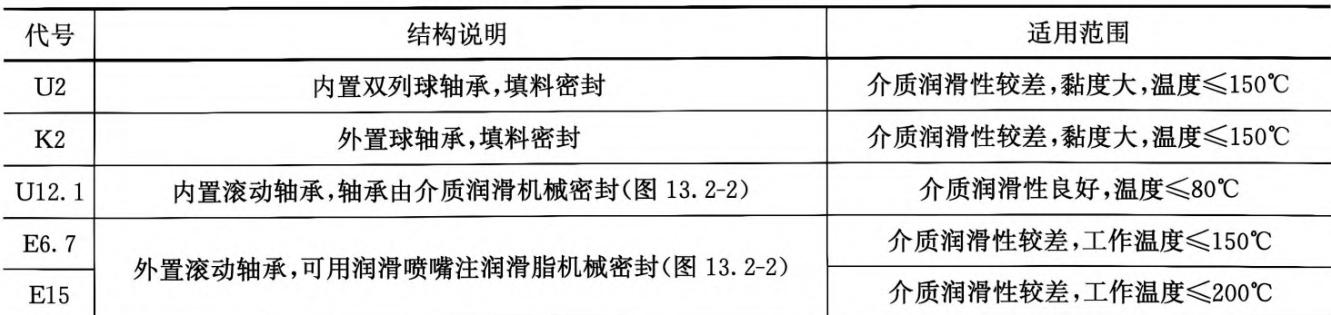 代号 结构说明 适用范围
U2 内置双列球轴承,填料密封 介质润滑性较差,黏度大,温度≤150℃
K2 外置球轴承,填料密封 介质润滑性较差,黏度大,温度≤150℃
U12.1 内置滚动轴承,轴承由介质润滑机械密封(图 13.2-2) 介质润滑性良好,温度≤80℃
E6.7 外置滚动轴承,可用润滑喷嘴注润滑脂机械密封(图 13.2-2) 介质润滑性较差,工作温度≤150℃
E15 介质润滑性较差,工作温度≤200℃